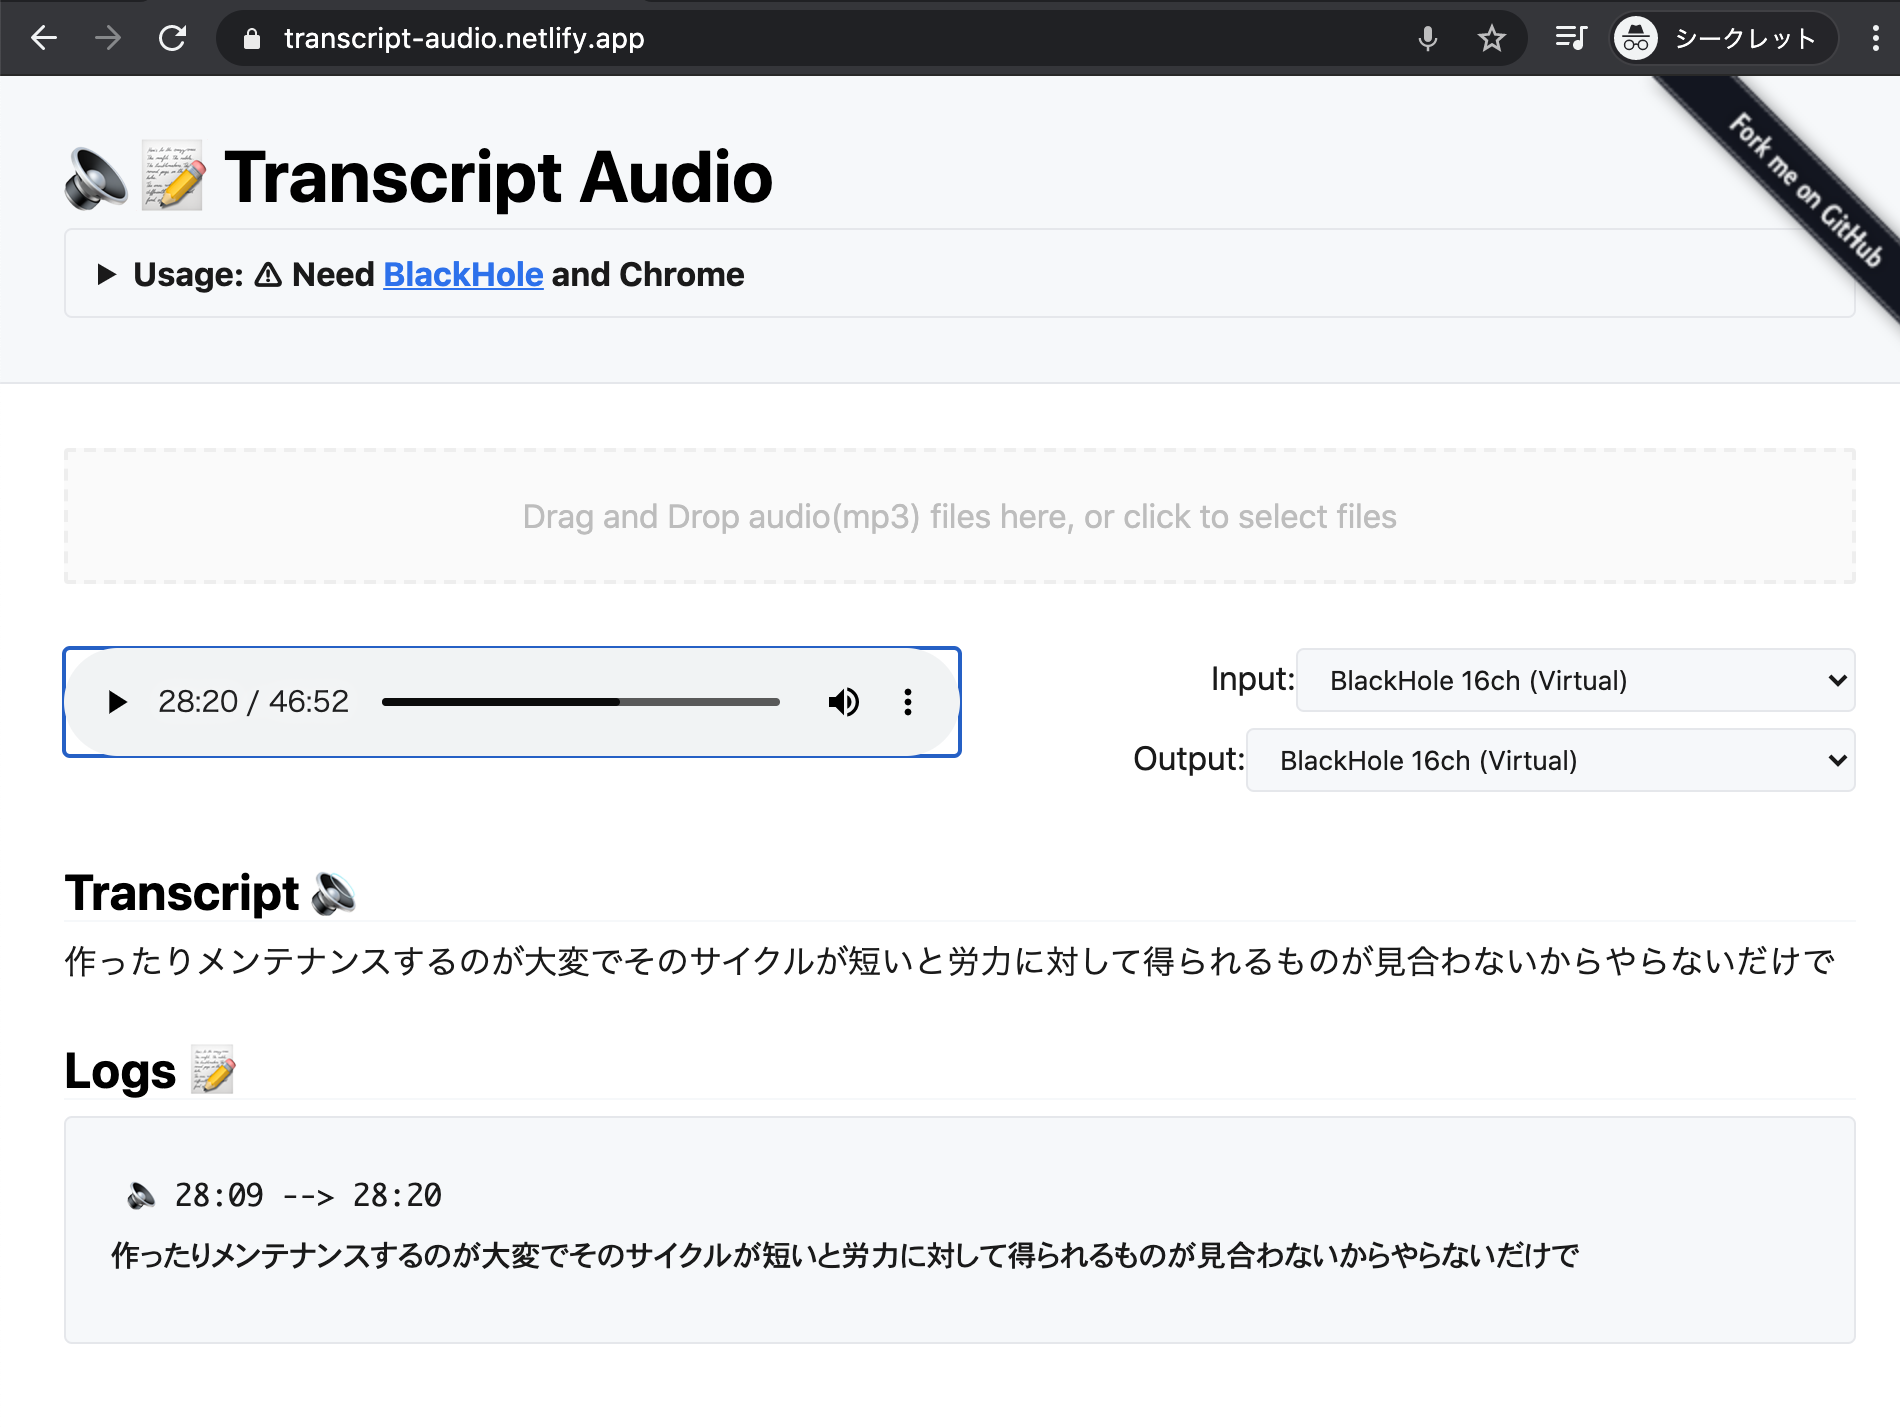 transcript-audio.netlify.app
シークレット
Fork me on GitHub
Transcript Audio
Usage: ⚠ Need BlackHole and Chrome
Drag and Drop audio(mp3) files here, or click to select files
28:20 / 46:52
Input: BlackHole 16ch (Virtual)
Output: BlackHole 16ch (Virtual)
Transcript
作ったりメンテナンスするのが大変でそのサイクルが短いと労力に対して得られるものが見合わないからやらないだけで
Logs
28:09 --> 28:20
作ったりメンテナンスするのが大変でそのサイクルが短いと労力に対して得られるものが見合わないからやらないだけで